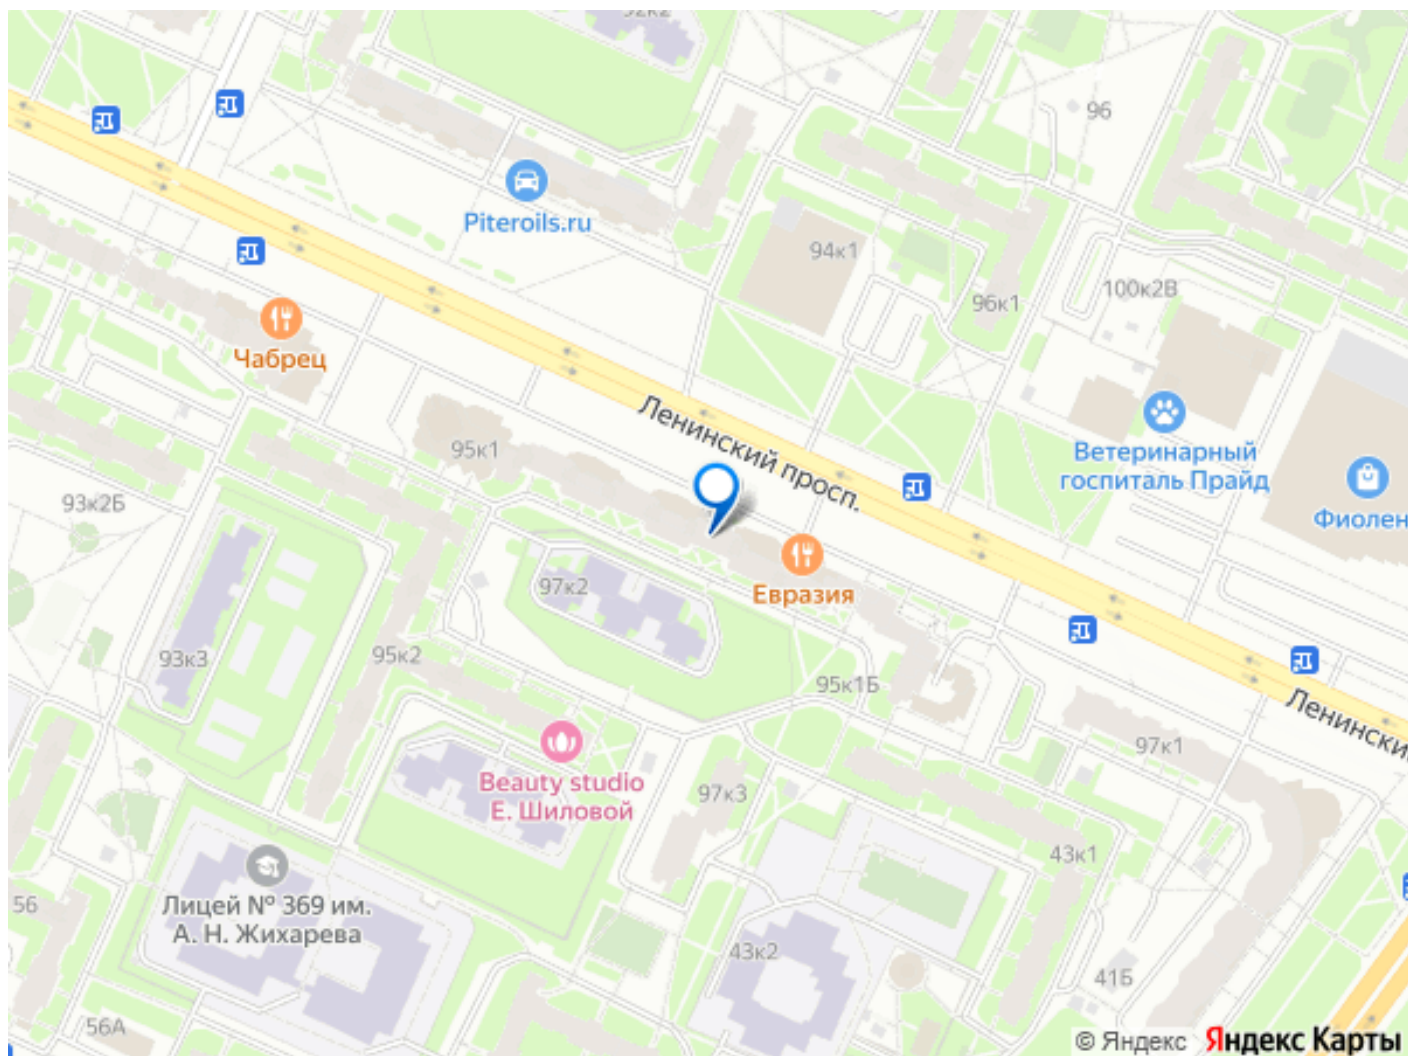 92к2
96
Piteroils.ru
94к1
100к2В
96к1
Чабрец
Ленинский просп.
95к1
Ветеринарный
госпиталь Прайд
93к2Б
Фиолен
97к2
Евразия
93к3
95к2
95к1Б
Ленински
97к1
Beauty studio
Е. Шиловой
97к3
43к1
Лицей № 369 им.
А. Н. Жихарева
56
43к2
41Б
56А
© Яндекс Яндекс Карты